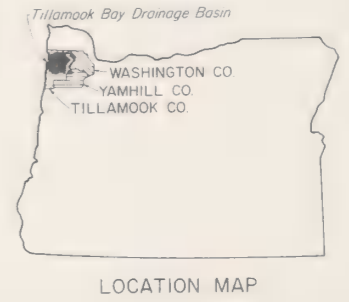 Tillamook Bay Drainage Basin
WASHINGTON CO.
YAMHILL CO.
TILLAMOOK CO.
LOCATION MAP